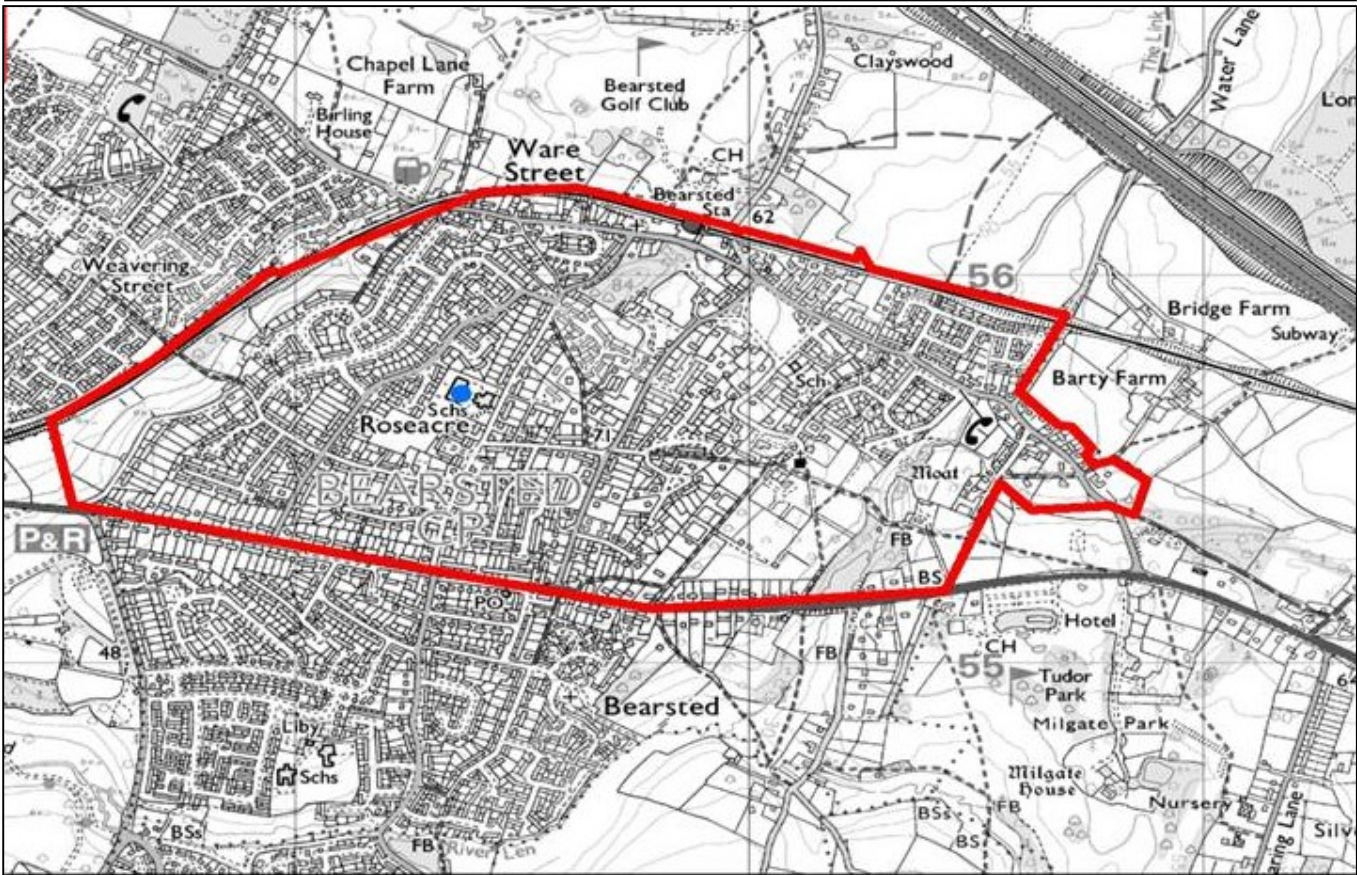 Chapel Lane
Farm
Birling
House
Bearsted
Golf Club
Clayswood
The Link
Water Lane
Ware
Street
CH
Bearsted
Sta
62
Weavering
Street
56
Bridge Farm
Subway
Barty Farm
84
Sch
Schs
Roseacre
71
Moat
BEARSTED
CP
P&R
FB
BS
PO
Hotel
CH
48
FB
55
Tudor
Park
64
Bearsted
Milgate Park
Liby
Schs
Milgate
House
Nursery
BSs
FB
BSs
FB
BS
River Len